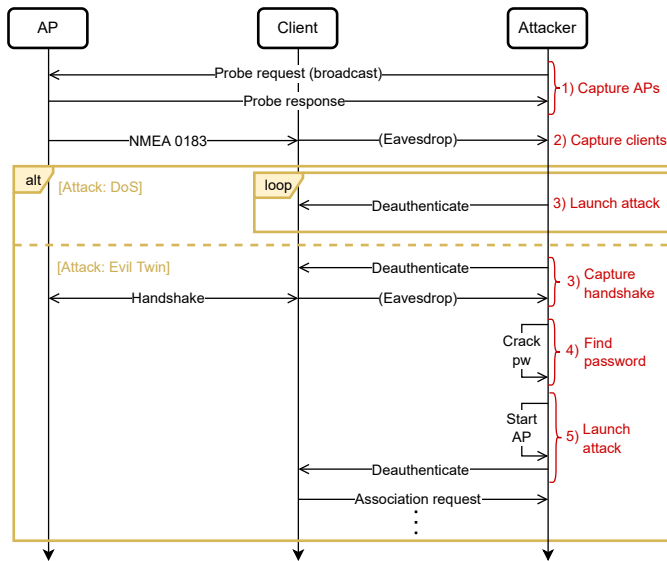 AP
Client
Attacker
Probe request (broadcast)
Probe response
1) Capture APs
NMEA 0183
(Eavesdrop)
2) Capture clients
alt
[Attack: DoS]
loop
Deauthenticate
3) Launch attack
[Attack: Evil Twin]
Deauthenticate
3) Capture
handshake
Handshake
(Eavesdrop)
Crack
pw
4) Find
password
Start
AP
5) Launch
attack
Deauthenticate
Association request